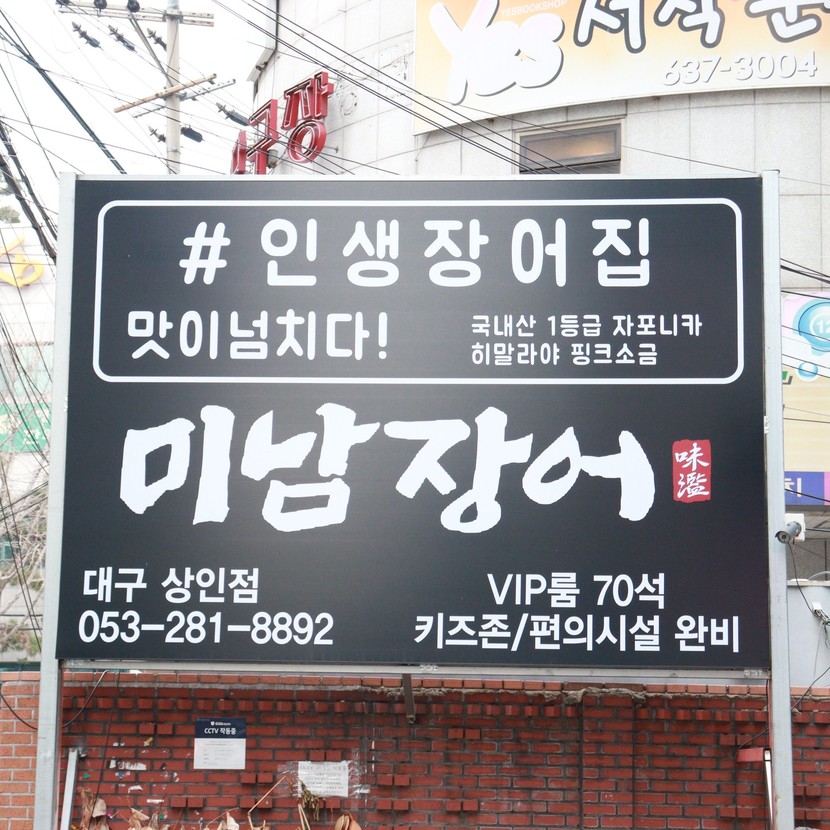 Yes
YESBOOKSHOP
637-3004
# 인생장어집
맛이넘치다!
국내산 1등급 자포니카
히말라야 핑크소금
미남장어
味濫
대구 상인점
053-281-8892
VIP룸 70석
키즈존/편의시설 완비
CCTV 작동중